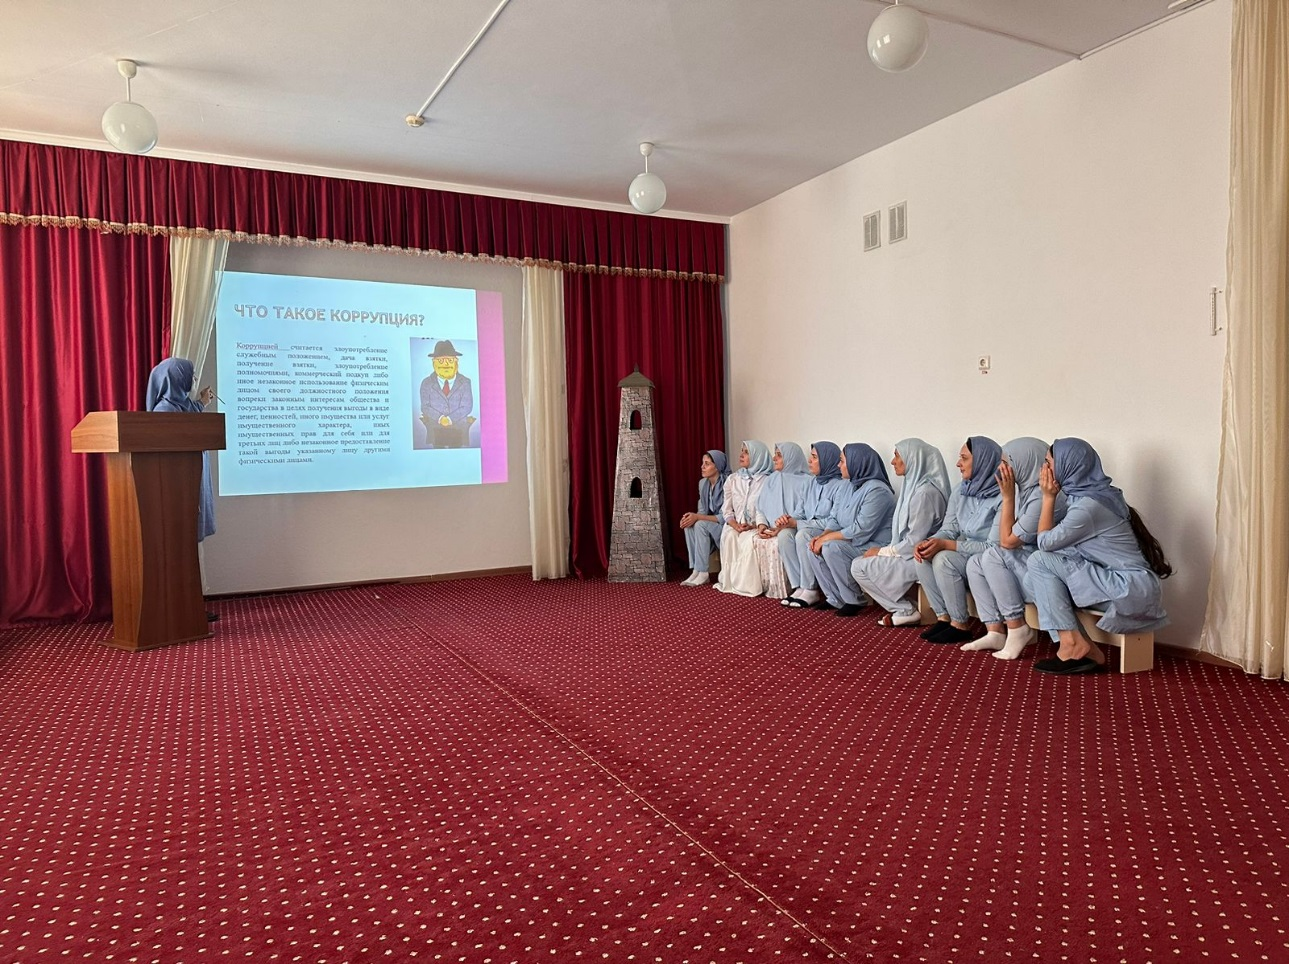 ЧТО ТАКОЕ КОРРУПЦИЯ?
Коррупцией считается злоупотребление
служебным положением, дача взятки,
получение взятки, злоупотребление
полномочиями, коммерческий подкуп либо
иное незаконное использование физическим
лицом своего должностного положения
вопреки законным интересам общества и
государства в целях получения выгоды в виде
денег, ценностей, иного имущества или услуг
имущественного характера, иных
имущественных прав для себя или для
третьих лиц либо незаконное предоставление
такой выгоды указанному лицу другими
физическими лицами.